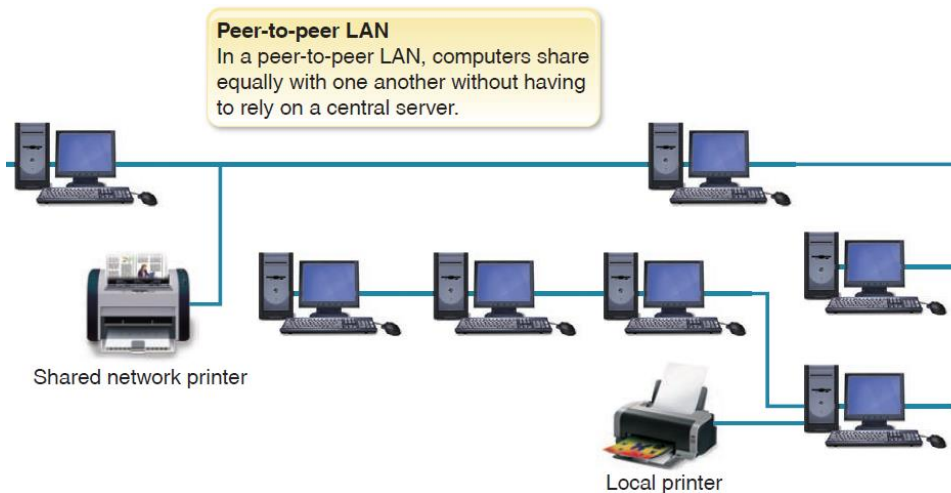 Peer-to-peer LAN
In a peer-to-peer LAN, computers share
equally with one another without having
to rely on a central server.
Shared network printer
Local printer